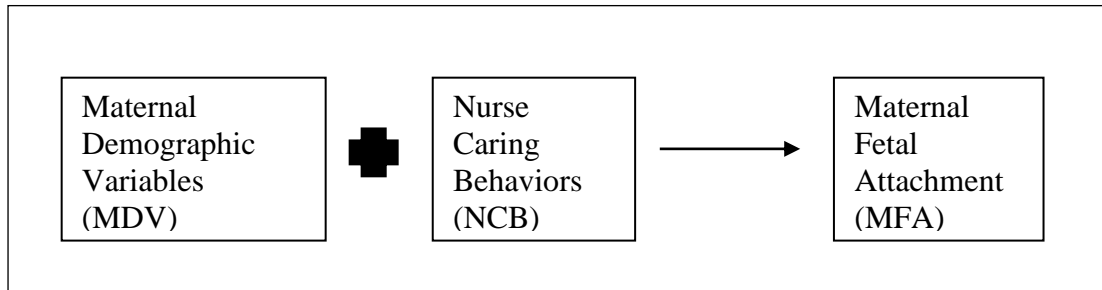 Maternal
Demographic
Variables
(MDV)
Nurse
Caring
Behaviors
(NCB)
Maternal
Fetal
Attachment
(MFA)